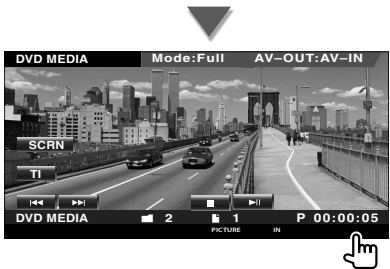 DVD MEDIA Mode:Full AV–OUT:AV–IN
SCRN
TI
DVD MEDIA 2 1 P 00:00:05
PICTURE IN